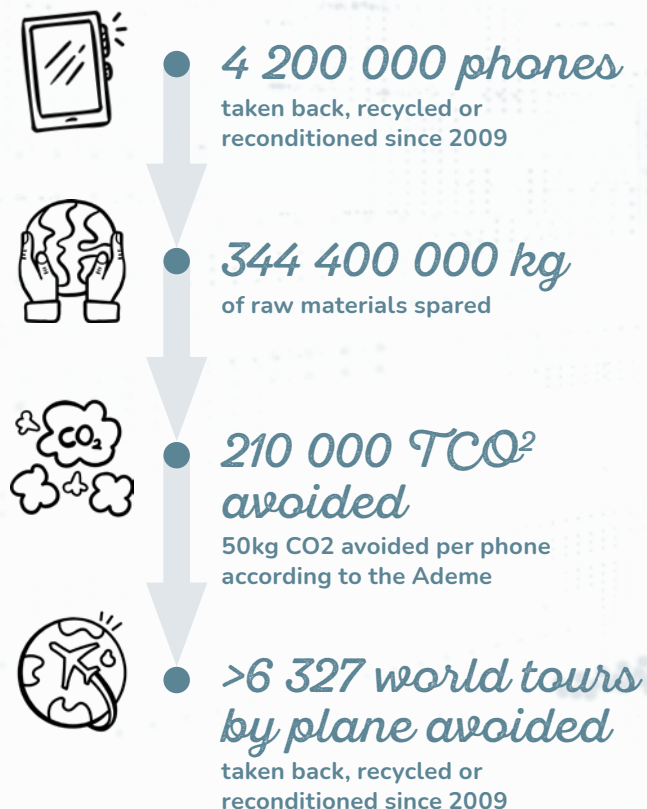 4 200 000 phones
taken back, recycled or
reconditioned since 2009
344 400 000 kg
of raw materials spared
CO₂
210 000 TCO²
avoided
50kg CO2 avoided per phone
according to the Ademe
>6 327 world tours
by plane avoided
taken back, recycled or
reconditioned since 2009